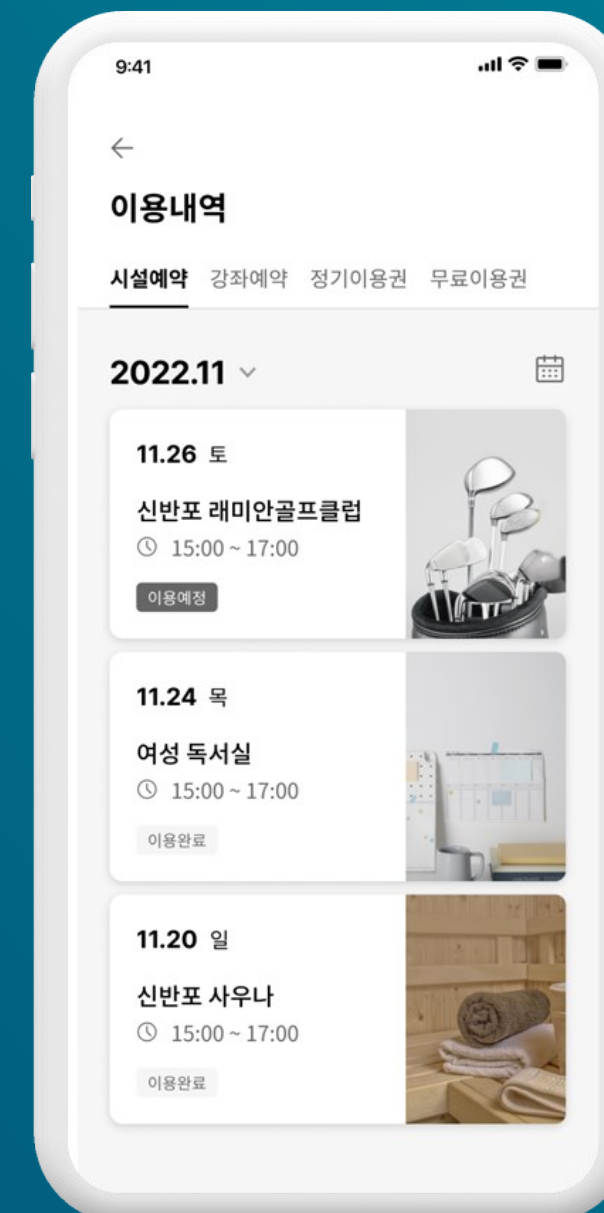 9:41
이용내역
시설예약 강좌예약 정기이용권 무료이용권
2022.11
11.26 토
신반포 래미안골프클럽
15:00 ~ 17:00
이용예정
11.24 목
여성 독서실
15:00 ~ 17:00
이용완료
11.20 일
신반포 사우나
15:00 ~ 17:00
이용완료